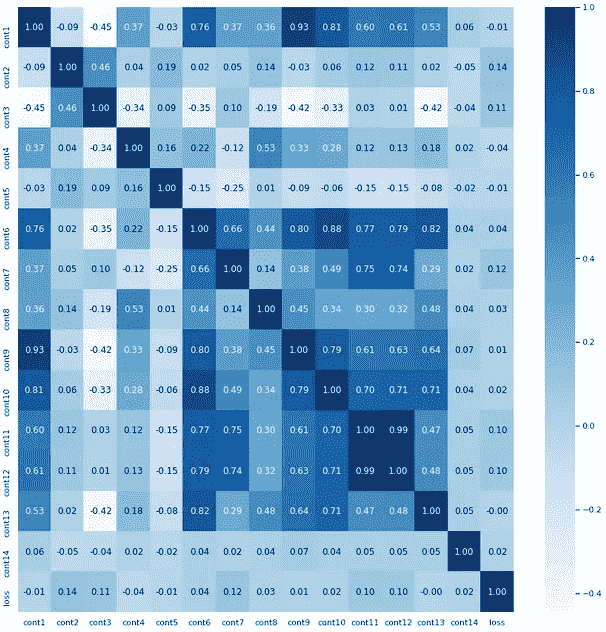 1.0
cont1 1.00 -0.09 -0.45 0.37 -0.03 0.76 0.37 0.36 0.93 0.81 0.60 0.61 0.53 0.06 -0.01
cont2 -0.09 1.00 0.46 0.04 0.19 0.02 0.05 0.14 -0.03 0.06 0.12 0.11 0.02 -0.05 0.14
0.8
cont3 -0.45 0.46 1.00 -0.34 0.09 -0.35 0.10 -0.19 -0.42 -0.33 0.03 0.01 -0.42 -0.04 0.11
cont4 0.37 0.04 -0.34 1.00 0.16 0.22 -0.12 0.53 0.33 0.28 0.12 0.13 0.18 0.02 -0.04
0.6
cont5 -0.03 0.19 0.09 0.16 1.00 -0.15 -0.25 0.01 -0.09 -0.06 -0.15 -0.15 -0.08 -0.02 -0.01
cont6 0.76 0.02 -0.35 0.22 -0.15 1.00 0.66 0.44 0.80 0.88 0.77 0.79 0.82 0.04 0.04
0.4
cont7 0.37 0.05 0.10 -0.12 -0.25 0.66 1.00 0.14 0.38 0.49 0.75 0.74 0.29 0.02 0.12
cont8 0.36 0.14 -0.19 0.53 0.01 0.44 0.14 1.00 0.45 0.34 0.30 0.32 0.48 0.04 0.03
0.2
cont9 0.93 -0.03 -0.42 0.33 -0.09 0.80 0.38 0.45 1.00 0.79 0.61 0.63 0.64 0.07 0.01
cont10 0.81 0.06 -0.33 0.28 -0.06 0.88 0.49 0.34 0.79 1.00 0.70 0.71 0.71 0.04 0.02
0.0
cont11 0.60 0.12 0.03 0.12 -0.15 0.77 0.75 0.30 0.61 0.70 1.00 0.99 0.47 0.05 0.10
cont12 0.61 0.11 0.01 0.13 -0.15 0.79 0.74 0.32 0.63 0.71 0.99 1.00 0.48 0.05 0.10
-0.2
cont13 0.53 0.02 -0.42 0.18 -0.08 0.82 0.29 0.48 0.64 0.71 0.47 0.48 1.00 0.05 -0.00
cont14 0.06 -0.05 -0.04 0.02 -0.02 0.04 0.02 0.04 0.07 0.04 0.05 0.05 0.05 1.00 0.02
loss -0.01 0.14 0.11 -0.04 -0.01 0.04 0.12 0.03 0.01 0.02 0.10 0.10 -0.00 0.02 1.00
-0.4
cont1 cont2 cont3 cont4 cont5 cont6 cont7 cont8 cont9 cont10 cont11 cont12 cont13 cont14 loss